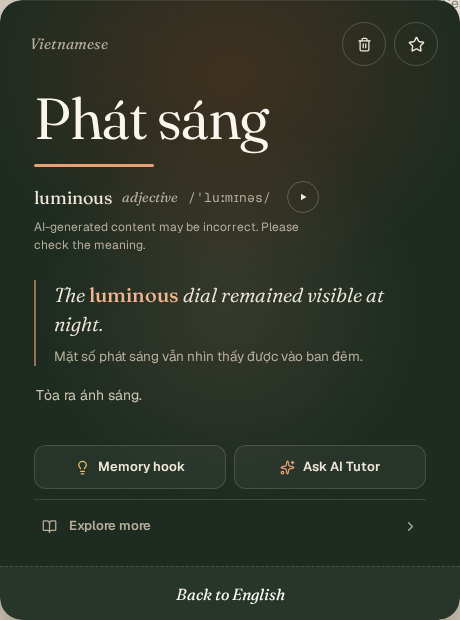 Vietnamese
Phát sáng
luminous adjective /ˈluːmɪnəs/
AI-generated content may be incorrect. Please
check the meaning.
The luminous dial remained visible at
night.
Mặt số phát sáng vẫn nhìn thấy được vào ban đêm.
Tỏa ra ánh sáng.
Memory hook
Ask AI Tutor
Explore more
Back to English